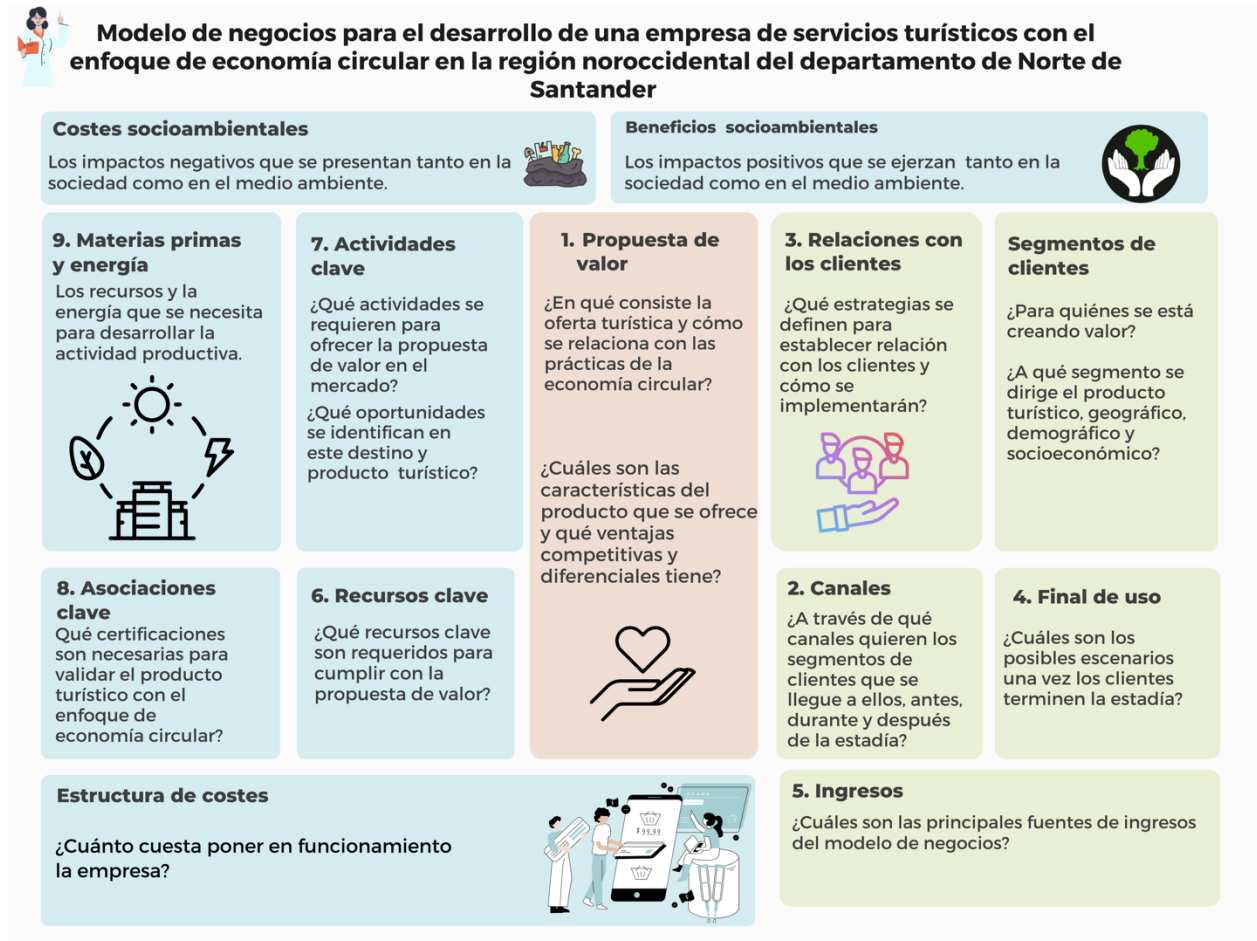 Modelo de negocios para el desarrollo de una empresa de servicios turísticos con el
enfoque de economía circular en la región noroccidental del departamento de Norte de
Santander
Costes socioambientales
Los impactos negativos que se presentan tanto en la
sociedad como en el medio ambiente.
Beneficios socioambientales
Los impactos positivos que se ejerzan tanto en la
sociedad como en el medio ambiente.
9. Materias primas
y energía
Los recursos y la
energía que se necesita
para desarrollar la
actividad productiva.
7. Actividades
clave
¿Qué actividades se
requieren para
ofrecer la propuesta
de valor en el
mercado?
¿Qué oportunidades
se identifican en
este destino y
producto turístico?
1. Propuesta de
valor
¿En qué consiste la
oferta turística y cómo
se relaciona con las
prácticas de la
economía circular?
¿Cuáles son las
características del
producto que se ofrece
y qué ventajas
competitivas y
diferenciales tiene?
3. Relaciones con
los clientes
¿Qué estrategias se
definen para
establecer relación
con los clientes y
cómo se
implementarán?
Segmentos de
clientes
¿Para quiénes se está
creando valor?
¿A qué segmento se
dirige el producto
turístico, geográfico,
demográfico y
socioeconómico?
8. Asociaciones
clave
Qué certificaciones
son necesarias para
validar el producto
turístico con el
enfoque de
economía circular?
6. Recursos clave
¿Qué recursos clave
son requeridos para
cumplir con la
propuesta de valor?
2. Canales
¿A través de qué
canales quieren los
segmentos de
clientes que se
llegue a ellos, antes,
durante y después
de la estadía?
4. Final de uso
¿Cuáles son los
posibles escenarios
una vez los clientes
terminen la estadía?
Estructura de costes
¿Cuánto cuesta poner en funcionamiento
la empresa?
$ 99.99
5. Ingresos
¿Cuáles son las principales fuentes de ingresos
del modelo de negocios?